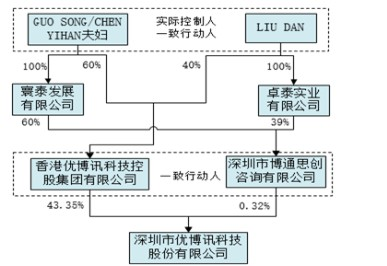 GUO SONG/CHEN
YIHAN夫妇
实际控制人
一致行动人
LIU DAN
100%
60%
40%
100%
寰泰发展
有限公司
卓泰实业
有限公司
60%
39%
香港优博讯科技控
股集团有限公司
一致行动人
深圳市博通思创
咨询有限公司
43.35%
0.32%
深圳市优博讯科技
股份有限公司